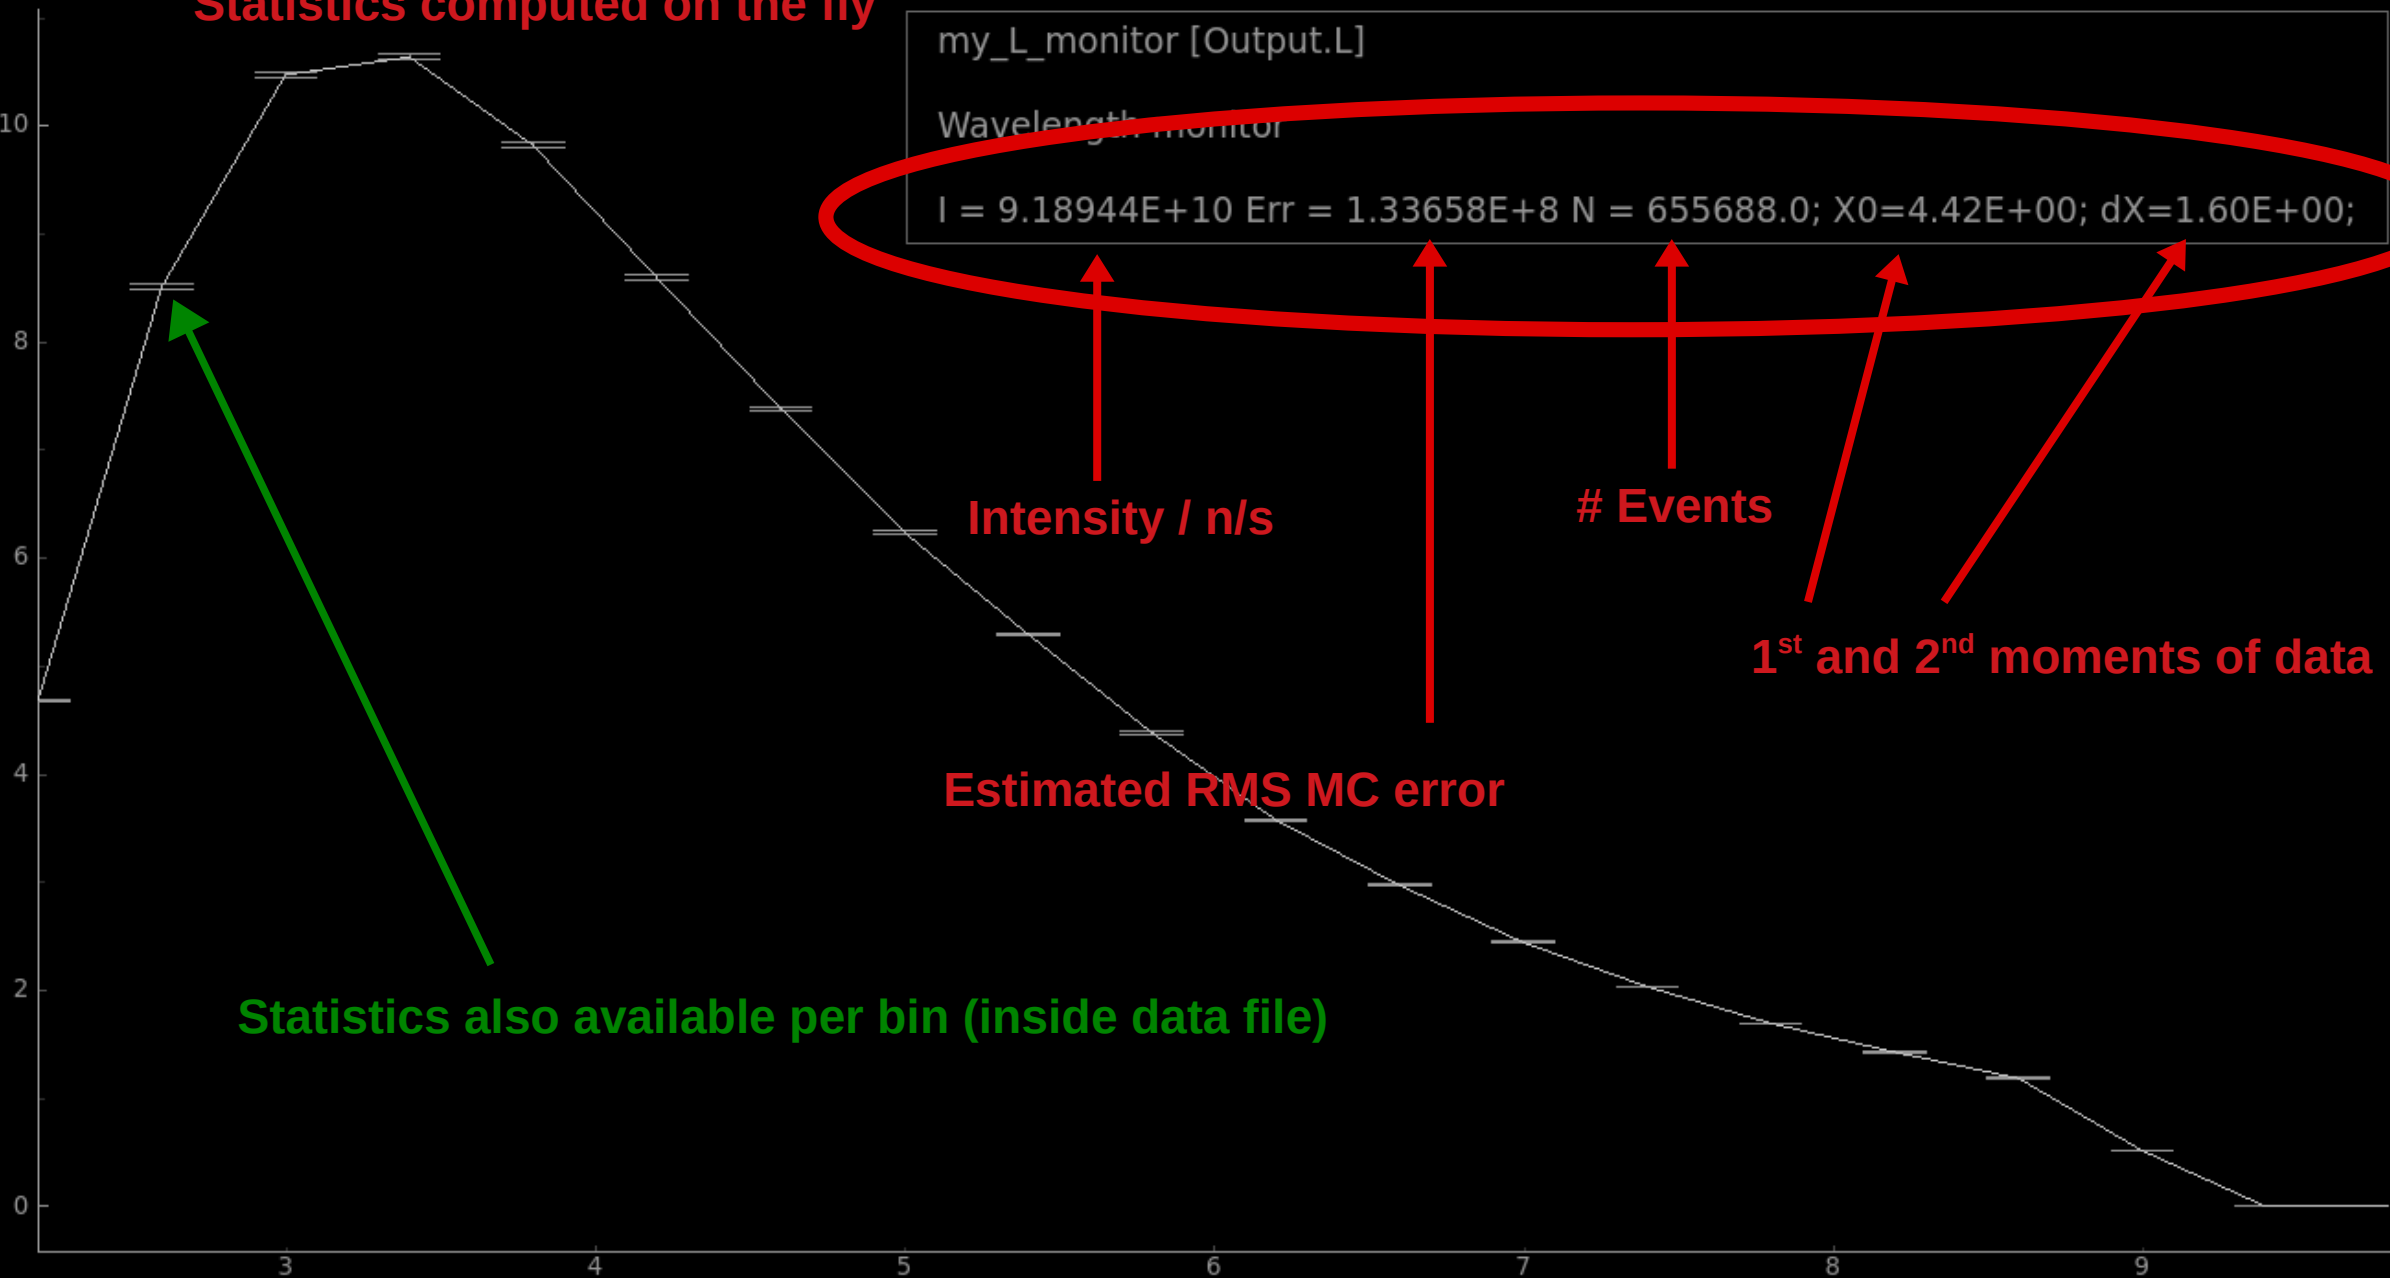 Statistics computed on the fly
my_L_monitor [Output.L]
Wavelength monitor
I = 9.18944E+10 Err = 1.33658E+8 N = 655688.0; X0=4.42E+00; dX=1.60E+00;
10
8
6
4
2
0
Intensity / n/s
# Events
1st and 2nd moments of data
Estimated RMS MC error
Statistics also available per bin (inside data file)
3 4 5 6 7 8 9